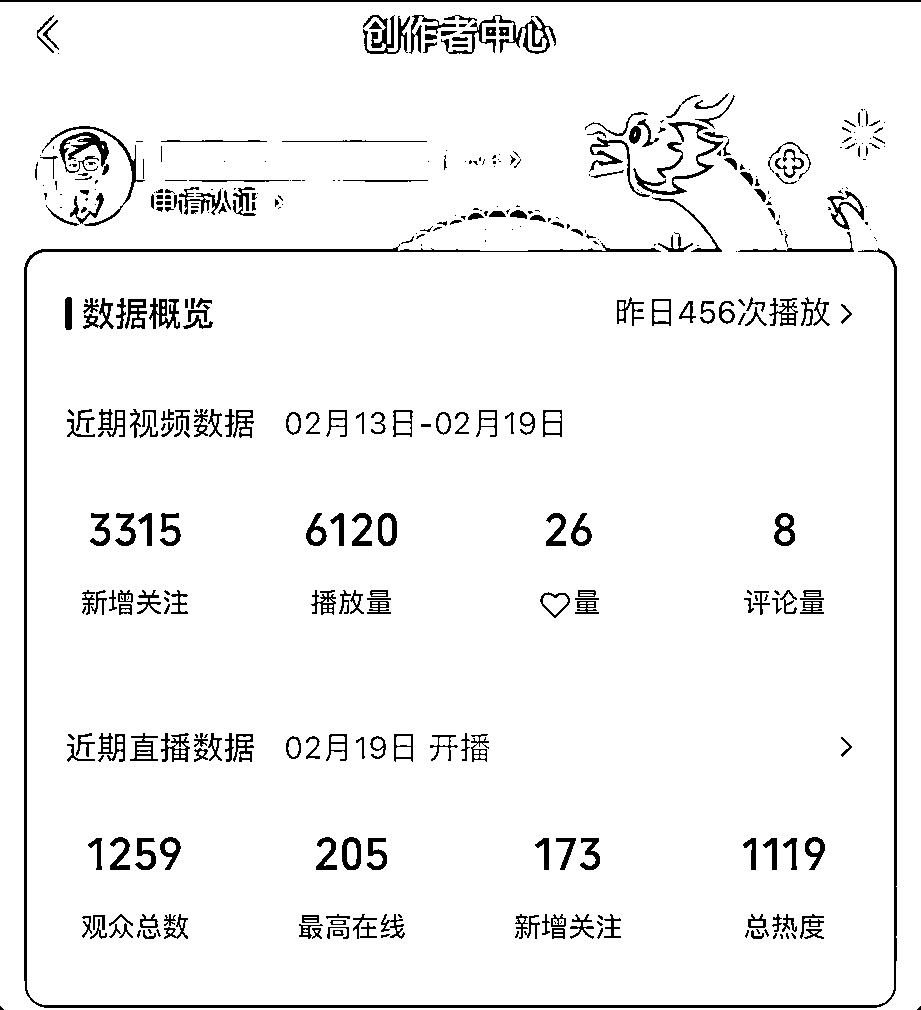 创作者中心
申请认证
数据概览 昨日456次播放
近期视频数据 02月13日-02月19日
3315 6120 26 8
新增关注 播放量 ♡量 评论量
近期直播数据 02月19日 开播
1259 205 173 1119
观众总数 最高在线 新增关注 总热度